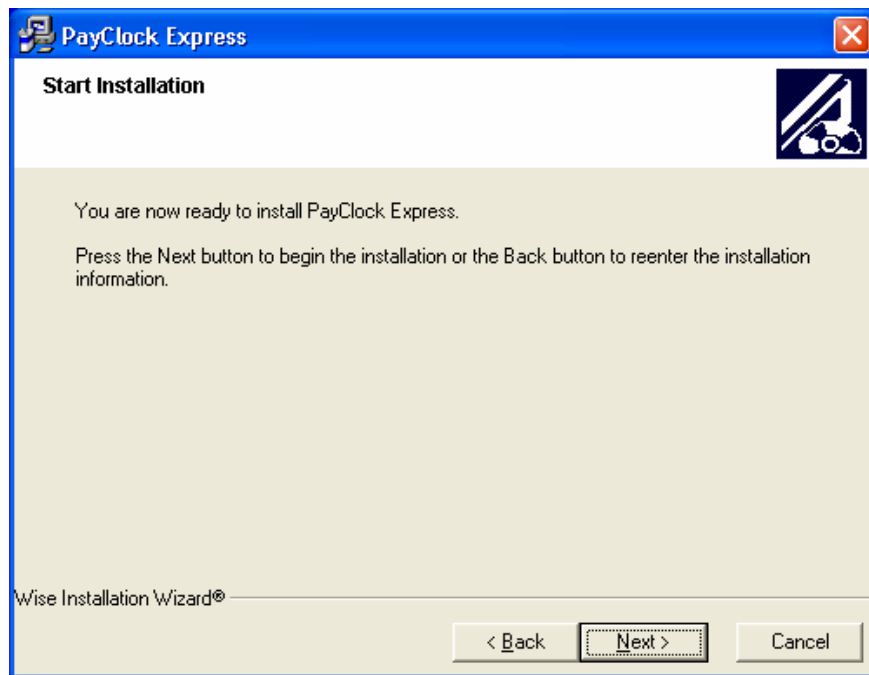 PayClock Express
Start Installation
You are now ready to install PayClock Express.
Press the Next button to begin the installation or the Back button to reenter the installation
information.
Wise Installation Wizard®
< Back Next > Cancel